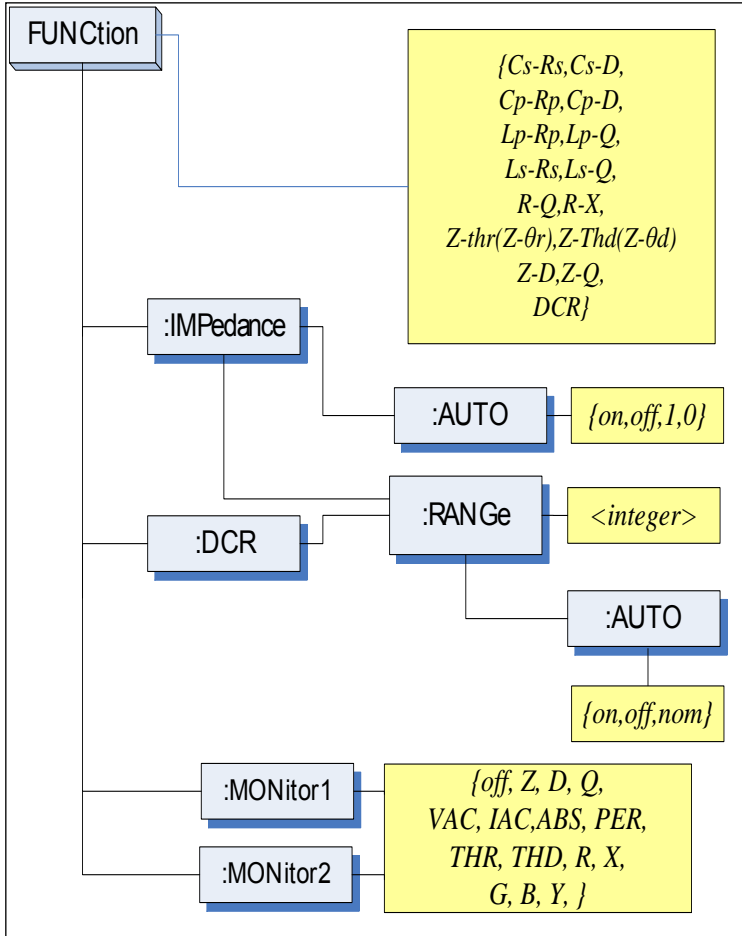 FUNCtion
{Cs-Rs,Cs-D,
Cp-Rp,Cp-D,
Lp-Rp,Lp-Q,
Ls-Rs,Ls-Q,
R-Q,R-X,
Z-thr(Z-θr),Z-Thd(Z-θd)
Z-D,Z-Q,
DCR}
:IMPedance
:AUTO
{on,off,1,0}
:RANGe
<integer>
:DCR
:AUTO
{on,off,nom}
:MONitor1
{off, Z, D, Q,
VAC, IAC,ABS, PER,
THR, THD, R, X,
G, B, Y, }
:MONitor2